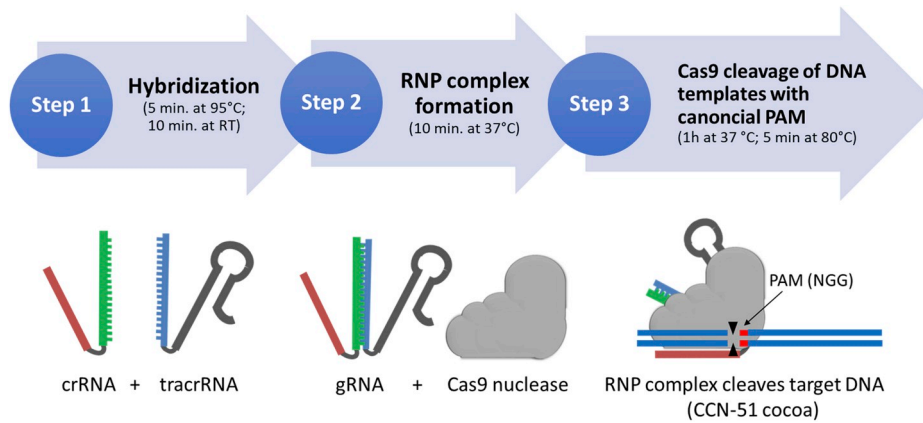 Step 1
Hybridization
(5 min. at 95°C;
10 min. at RT)
Step 2
RNP complex
formation
(10 min. at 37°C)
Step 3
Cas9 cleavage of DNA
templates with
canoncial PAM
(1h at 37 °C; 5 min at 80°C)
PAM (NGG)
crRNA + tracrRNA
gRNA + Cas9 nuclease
RNP complex cleaves target DNA
(CCN-51 cocoa)